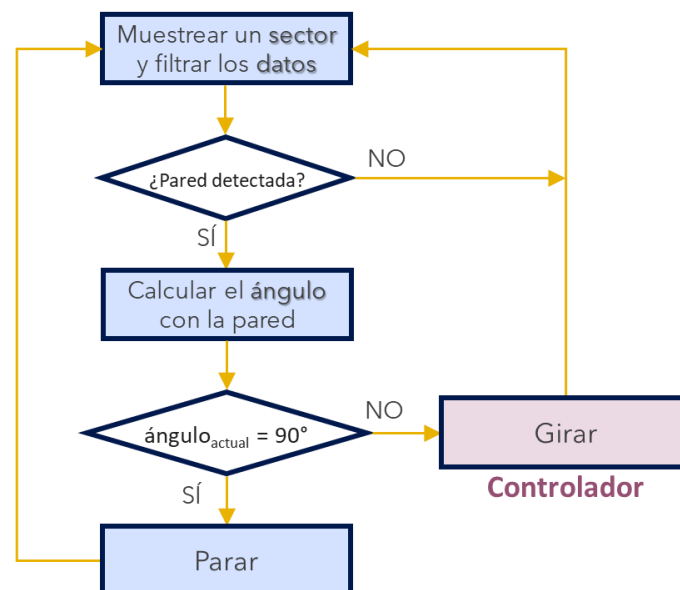 Muestrear un sector
y filtrar los datos
¿Pared detectada?
NO
SÍ
Calcular el ángulo
con la pared
ángulo actual = 90°
NO
Girar
Controlador
SÍ
Parar